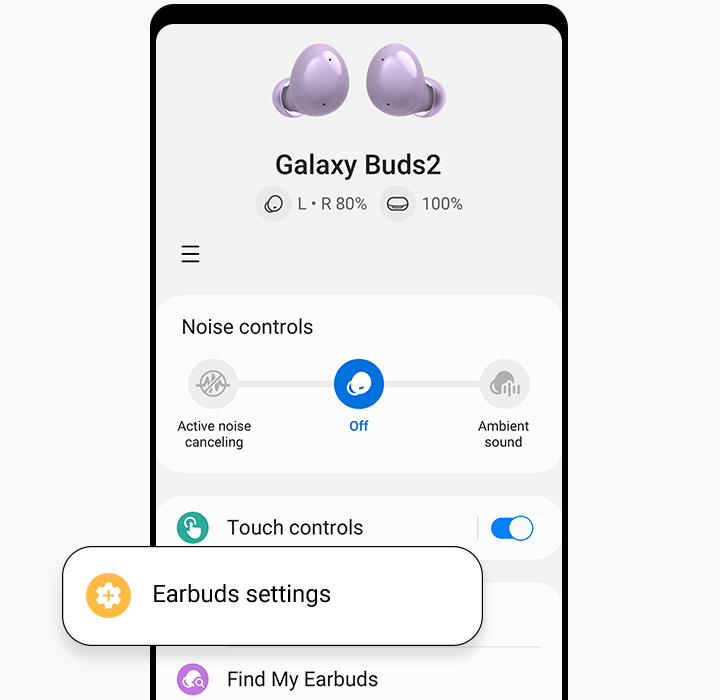 Galaxy Buds2
L • R 80% 100%
Noise controls
Active noise
canceling
Off
Ambient
sound
Touch controls
Earbuds settings
Find My Earbuds